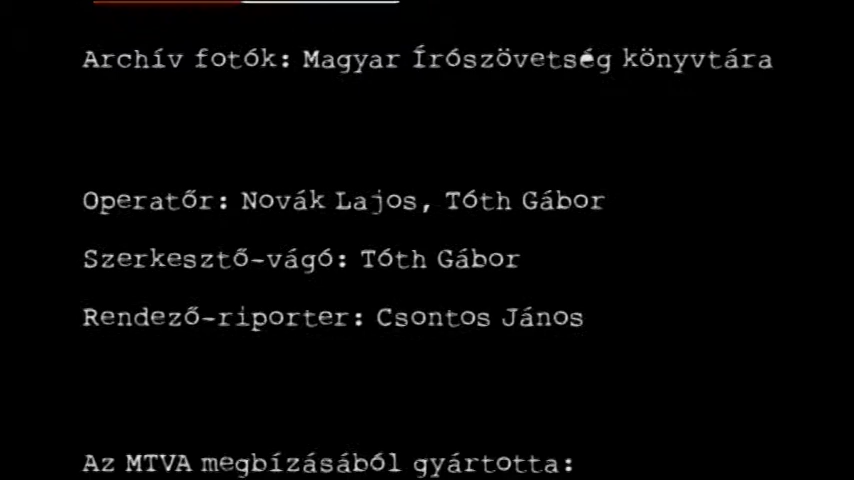 Archív fotók: Magyar Írószövetség könyvtára
Operatőr: Novák Lajos, Tóth Gábor
Szerkesztő-vágó: Tóth Gábor
Rendező-riporter: Csontos János
Az MTVA megbízásából gyártotta: